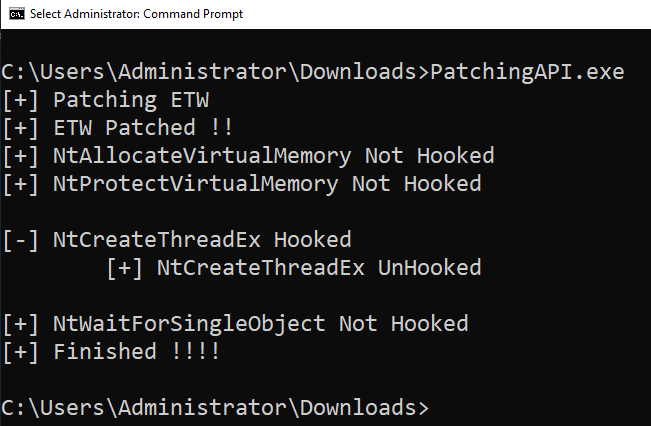 Select Administrator: Command Prompt
C:\Users\Administrator\Downloads>PatchingAPI.exe
[+] Patching ETW
[+] ETW Patched !!
[+] NtAllocateVirtualMemory Not Hooked
[+] NtProtectVirtualMemory Not Hooked
[-] NtCreateThreadEx Hooked
[+] NtCreateThreadEx UnHooked
[+] NtWaitForSingleObject Not Hooked
[+] Finished !!!!
C:\Users\Administrator\Downloads>